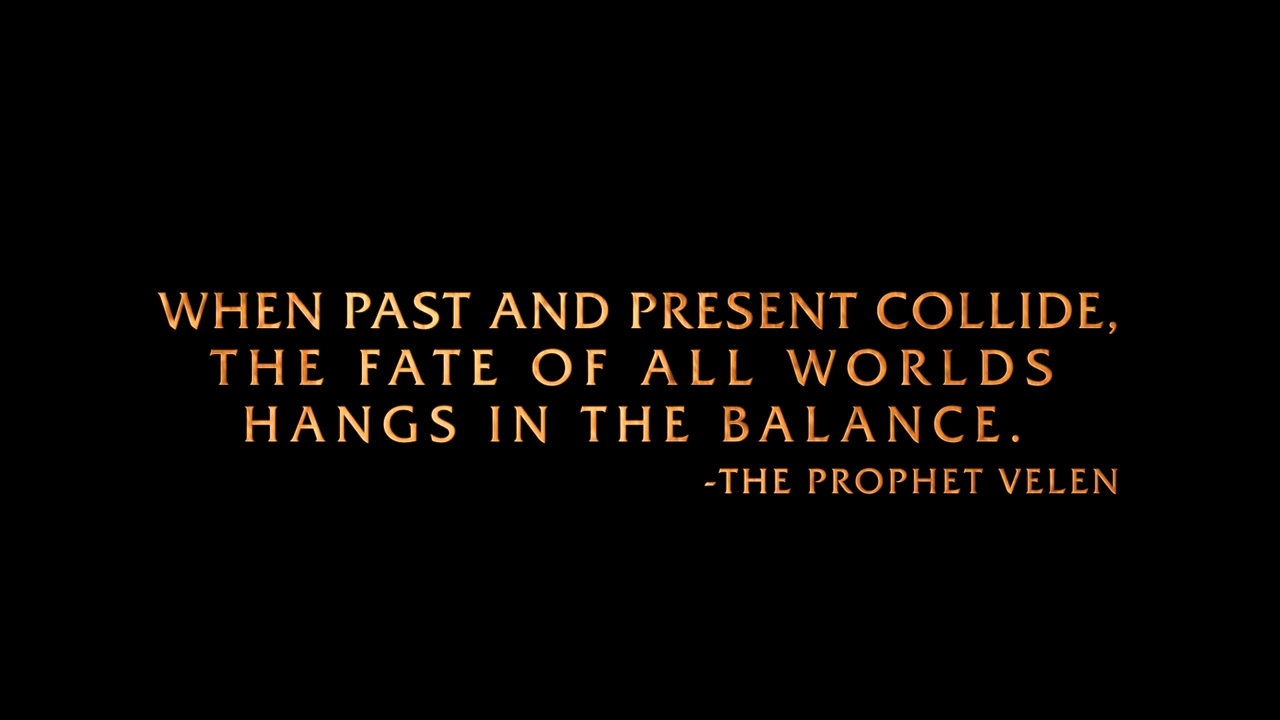 WHEN PAST AND PRESENT COLLIDE,
THE FATE OF ALL WORLDS
HANGS IN THE BALANCE.
-THE PROPHET VELEN